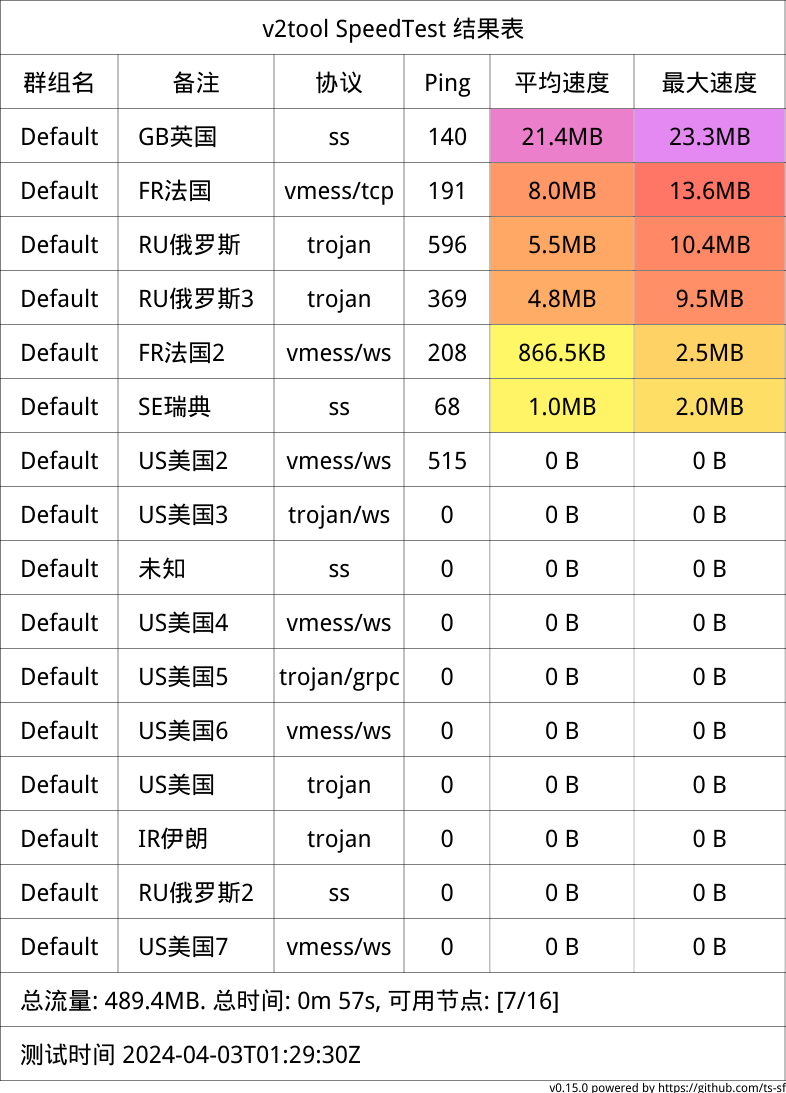 v2tool SpeedTest 结果表
群组名 备注 协议 Ping 平均速度 最大速度
Default GB英国 ss 140 21.4MB 23.3MB
Default FR法国 vmess/tcp 191 8.0MB 13.6MB
Default RU俄罗斯 trojan 596 5.5MB 10.4MB
Default RU俄罗斯3 trojan 369 4.8MB 9.5MB
Default FR法国2 vmess/ws 208 866.5KB 2.5MB
Default SE瑞典 ss 68 1.0MB 2.0MB
Default US美国2 vmess/ws 515 0 B 0 B
Default US美国3 trojan/ws 0 0 B 0 B
Default 未知 ss 0 0 B 0 B
Default US美国4 vmess/ws 0 0 B 0 B
Default US美国5 trojan/grpc 0 0 B 0 B
Default US美国6 vmess/ws 0 0 B 0 B
Default US美国 trojan 0 0 B 0 B
Default IR伊朗 trojan 0 0 B 0 B
Default RU俄罗斯2 ss 0 0 B 0 B
Default US美国7 vmess/ws 0 0 B 0 B
总流量: 489.4MB. 总时间: 0m 57s, 可用节点: [7/16]
测试时间 2024-04-03T01:29:30Z
v0.15.0 powered by https://github.com/ts-sf